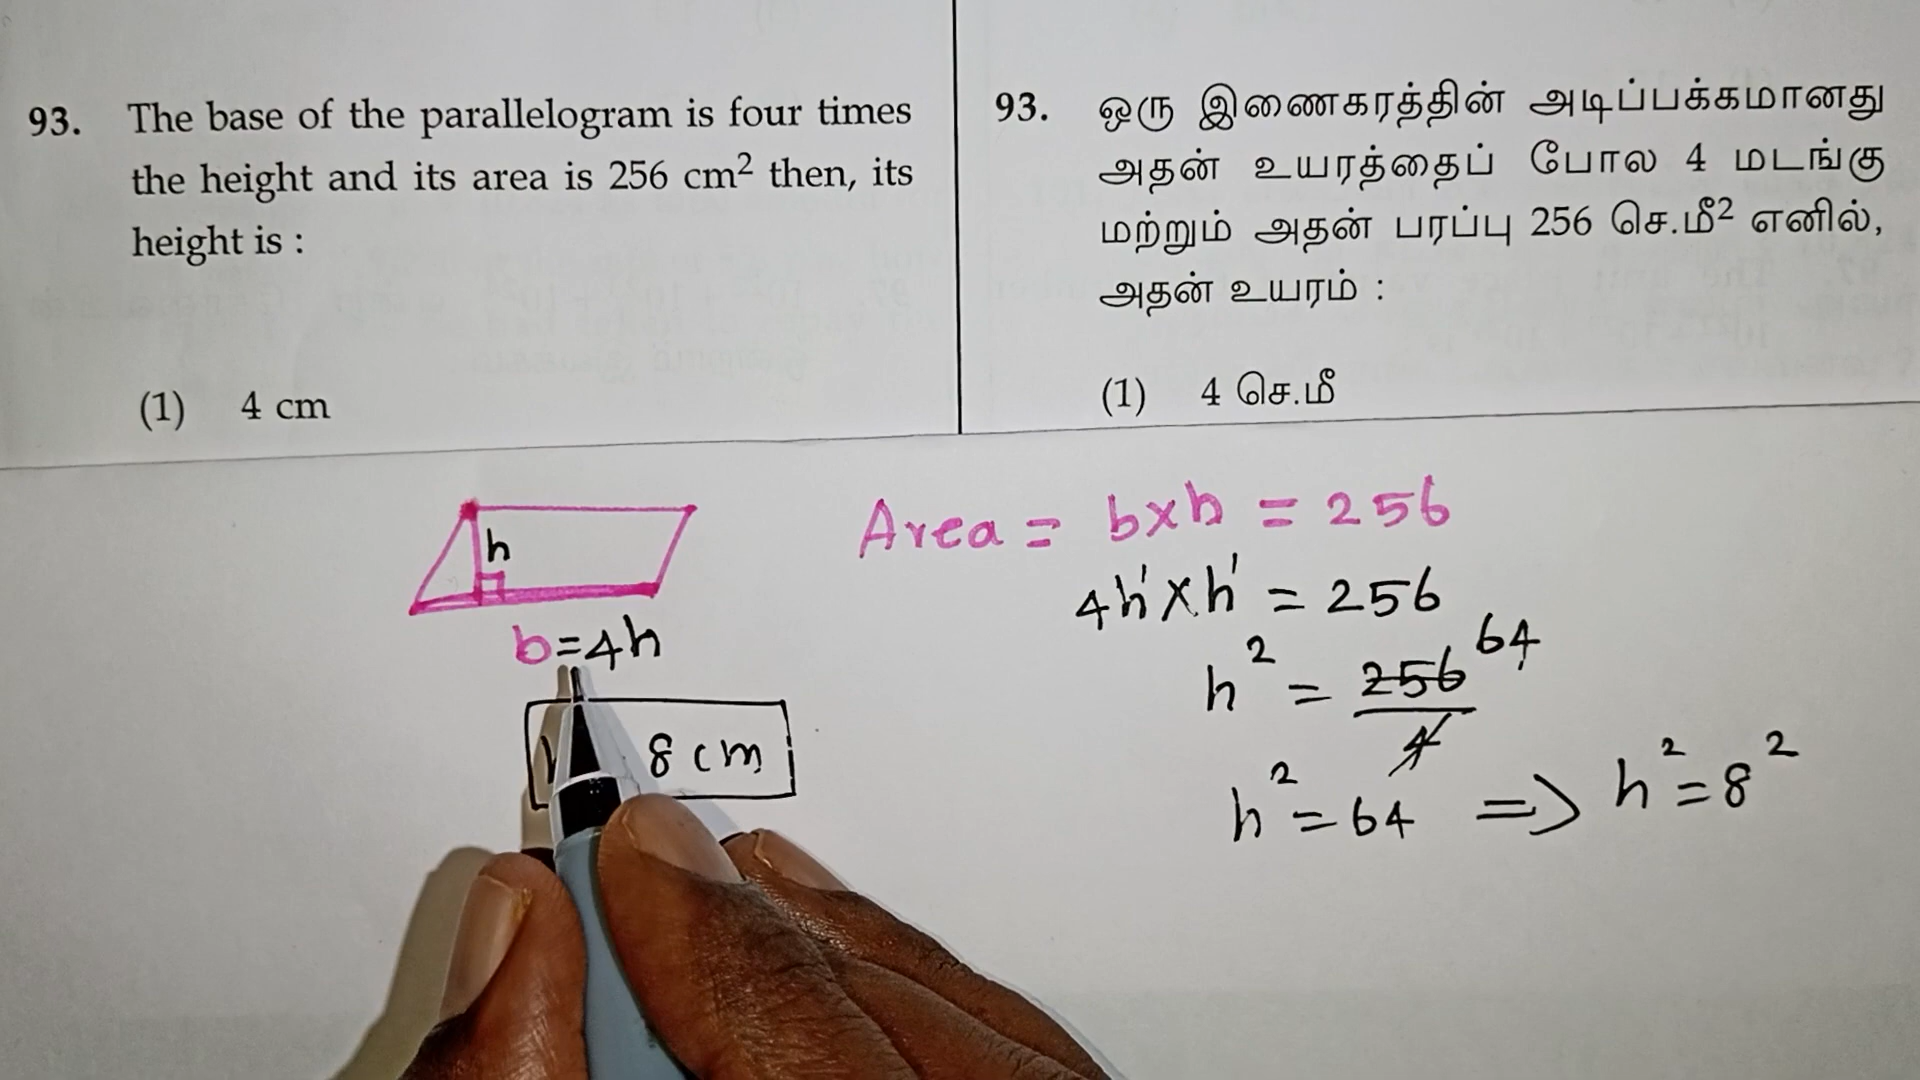 93. The base of the parallelogram is four times
the height and its area is 256 cm² then, its
height is :
(1) 4 cm
93. ஒரு இணைகரத்தின் அடிப்பக்கமானது
அதன் உயரத்தைப் போல 4 மடங்கு
மற்றும் அதன் பரப்பு 256 செ.மீ² எனில்,
அதன் உயரம் :
(1) 4 செ.மீ
h
b=4h
8 cm
Area = b×h = 256
4h¹×h¹ = 256
h² = 256 64
4
h² = 64 => h² = 8²